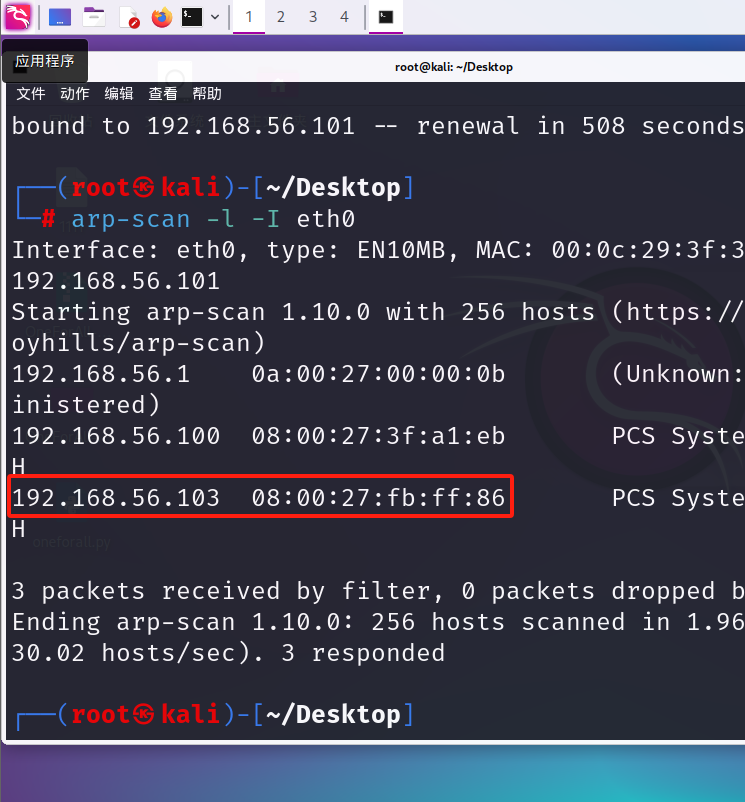 1 2 3 4
应用程序
root@kali: ~/Desktop
文件 动作 编辑 查看 帮助
bound to 192.168.56.101 -- renewal in 508 seconds
┌──(root㉿kali)-[~/Desktop]
└─# arp-scan -l -I eth0
Interface: eth0, type: EN10MB, MAC: 00:0c:29:3f:3
192.168.56.101
Starting arp-scan 1.10.0 with 256 hosts (https://
oyhills/arp-scan)
192.168.56.1 0a:00:27:00:00:0b (Unknown:
inistered)
192.168.56.100 08:00:27:3f:a1:eb PCS Syste
H
192.168.56.103 08:00:27:fb:ff:86 PCS Syste
H
oneforall.py
3 packets received by filter, 0 packets dropped b
Ending arp-scan 1.10.0: 256 hosts scanned in 1.96
30.02 hosts/sec). 3 responded
┌──(root㉿kali)-[~/Desktop]